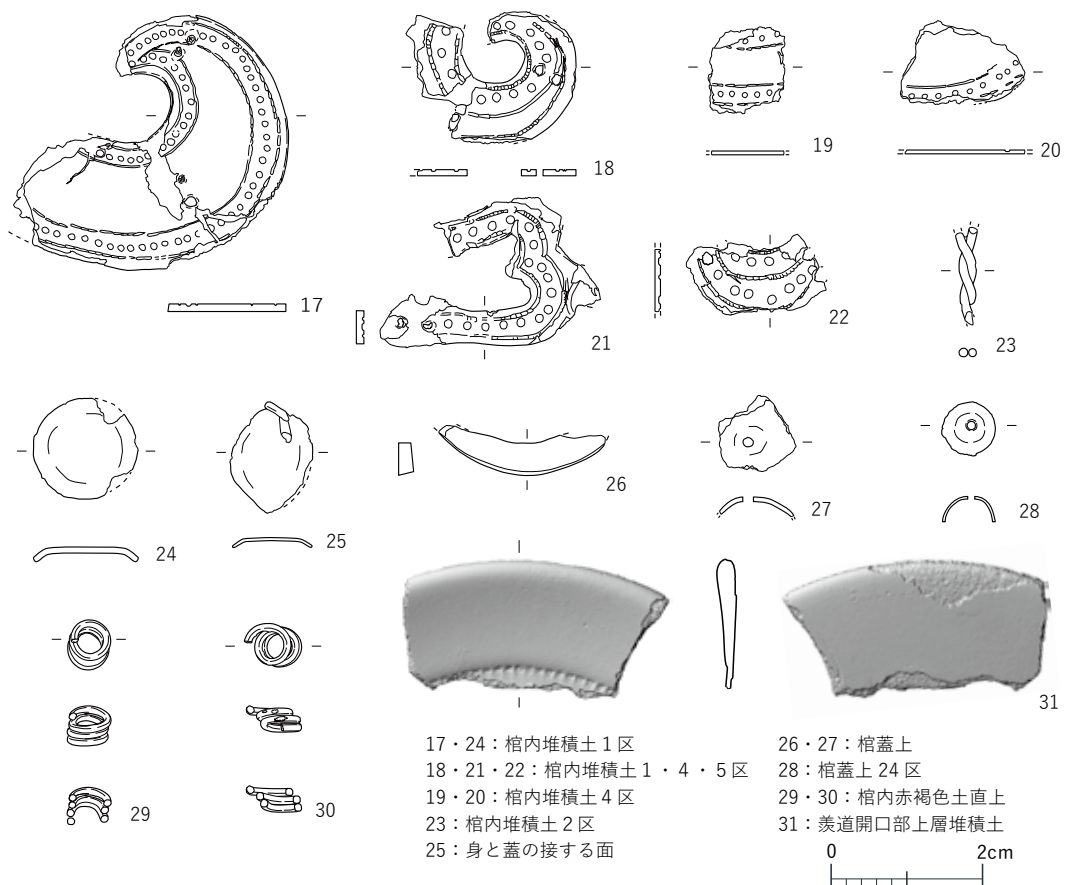 17
18
19
20
21
22
23
24
25
26
27
28
29
30
31
17・24：棺内堆積土 1 区
18・21・22：棺内堆積土 1 ・ 4 ・ 5 区
19・20：棺内堆積土 4 区
23：棺内堆積土 2 区
25：身と蓋の接する面
26・27：棺蓋上
28：棺蓋上 24 区
29・30：棺内赤褐色土直上
31：羨道開口部上層堆積土
0 2cm